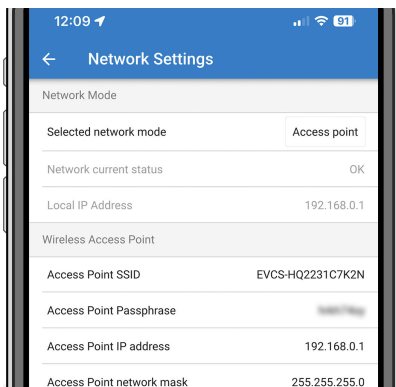 12:09
91
Network Settings
Network Mode
Selected network mode Access point
Network current status OK
Local IP Address 192.168.0.1
Wireless Access Point
Access Point SSID EVCS-HQ2231C7K2N
Access Point Passphrase
Access Point IP address 192.168.0.1
Access Point network mask 255.255.255.0